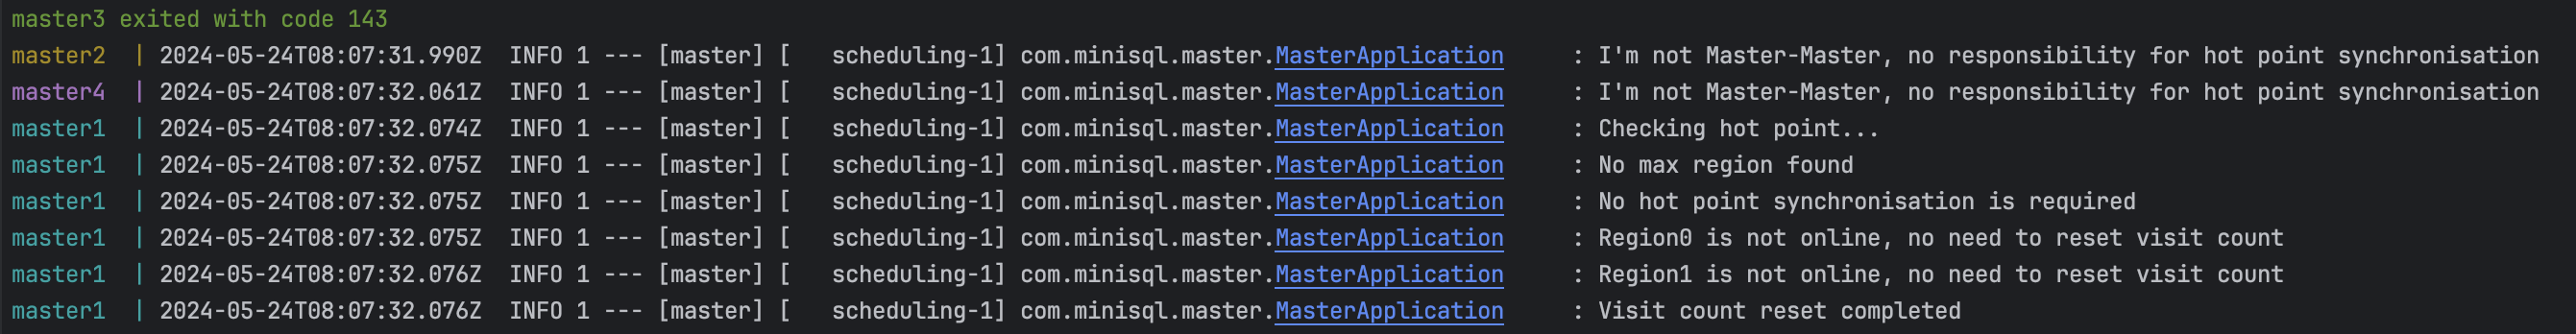 master3 exited with code 143
master2  | 2024-05-24T08:07:31.990Z  INFO 1 --- [master] [   scheduling-1] com.minisql.master.MasterApplication     : I'm not Master-Master, no responsibility for hot point synchronisation
master4  | 2024-05-24T08:07:32.061Z  INFO 1 --- [master] [   scheduling-1] com.minisql.master.MasterApplication     : I'm not Master-Master, no responsibility for hot point synchronisation
master1  | 2024-05-24T08:07:32.074Z  INFO 1 --- [master] [   scheduling-1] com.minisql.master.MasterApplication     : Checking hot point...
master1  | 2024-05-24T08:07:32.075Z  INFO 1 --- [master] [   scheduling-1] com.minisql.master.MasterApplication     : No max region found
master1  | 2024-05-24T08:07:32.075Z  INFO 1 --- [master] [   scheduling-1] com.minisql.master.MasterApplication     : No hot point synchronisation is required
master1  | 2024-05-24T08:07:32.075Z  INFO 1 --- [master] [   scheduling-1] com.minisql.master.MasterApplication     : Region0 is not online, no need to reset visit count
master1  | 2024-05-24T08:07:32.076Z  INFO 1 --- [master] [   scheduling-1] com.minisql.master.MasterApplication     : Region1 is not online, no need to reset visit count
master1  | 2024-05-24T08:07:32.076Z  INFO 1 --- [master] [   scheduling-1] com.minisql.master.MasterApplication     : Visit count reset completed